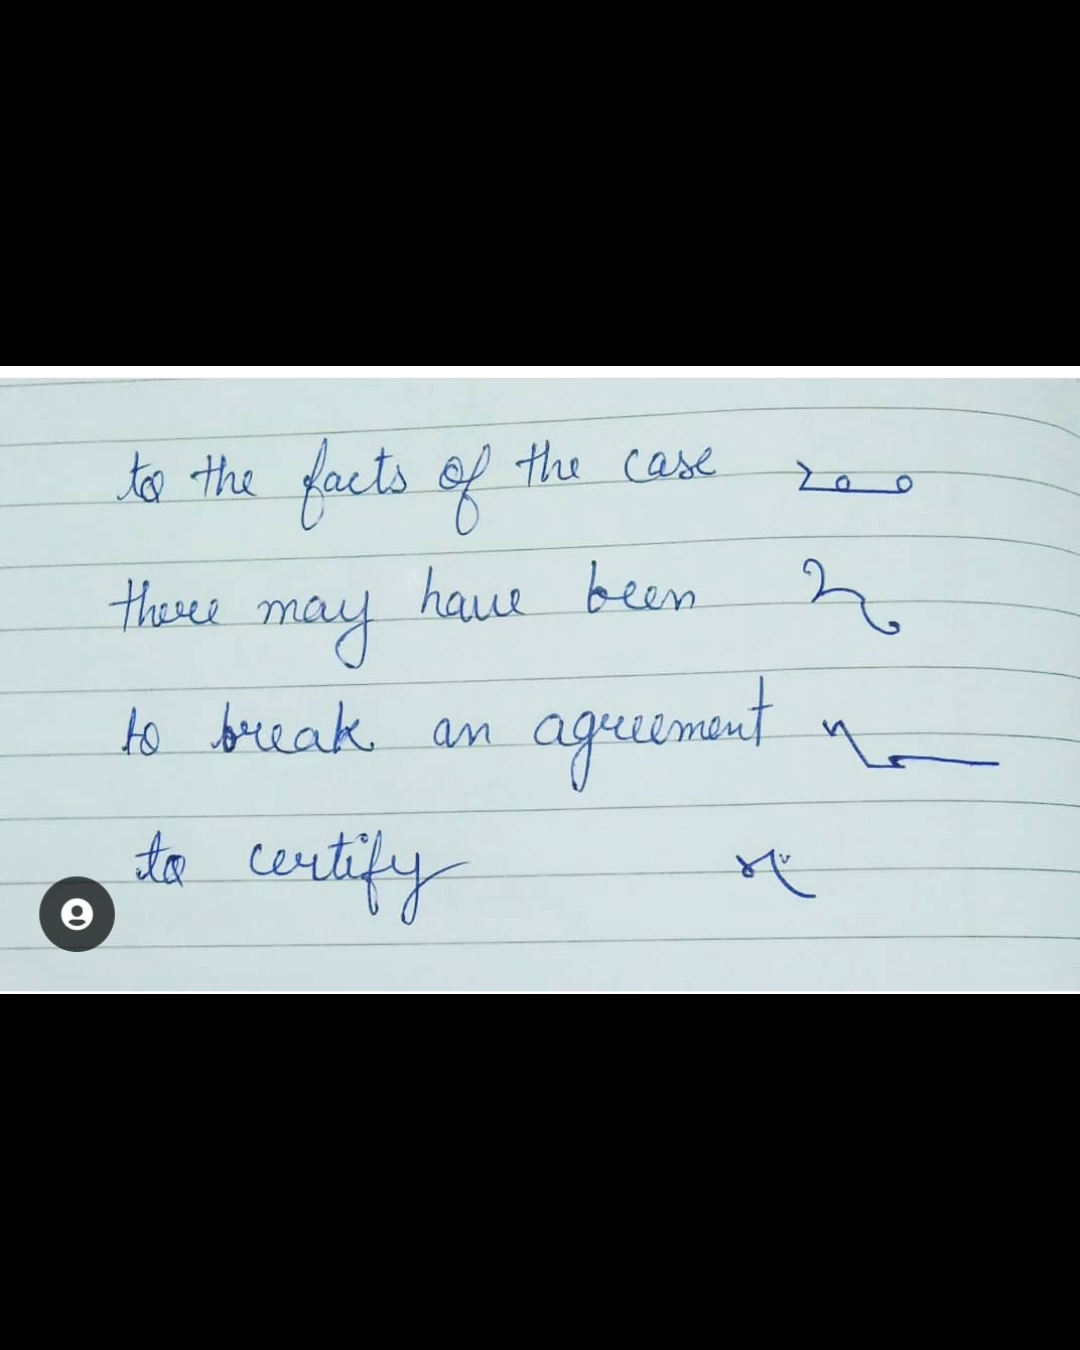 to the facts of the case
there may have been
to break an agreement
to certify